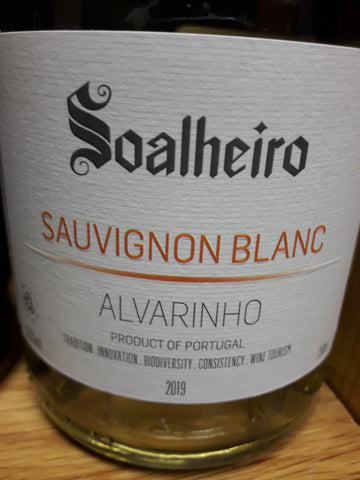 Soalheiro
SAUVIGNON BLANC
ALVARINHO
PRODUCT OF PORTUGAL
TRADITION . INNOVATION . BIODIVERSITY . CONSISTENCY . WINE TOURISM
2019